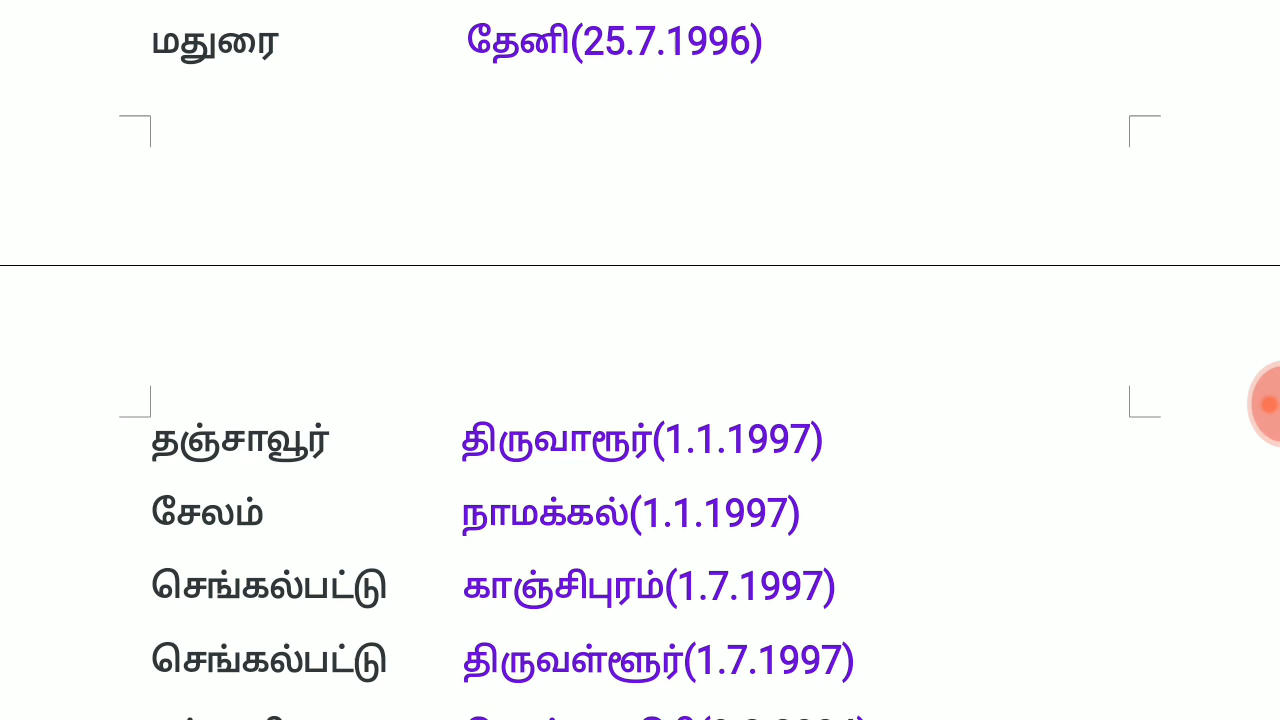 மதுரை தேனி(25.7.1996)
தஞ்சாவூர் திருவாரூர்(1.1.1997)
சேலம் நாமக்கல்(1.1.1997)
செங்கல்பட்டு காஞ்சிபுரம்(1.7.1997)
செங்கல்பட்டு திருவள்ளூர்(1.7.1997)